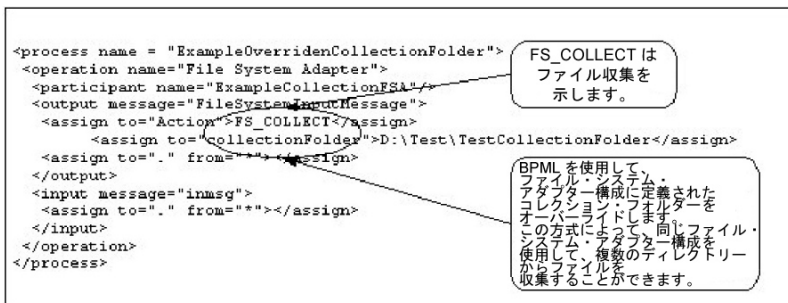 <process name = "ExampleOverridenCollectionFolder">
<operation name="File System Adapter">
<participant name="ExampleCollectionFSA"/>
<output message="FileSystemInputMessage">
<assign to="Action">FS_COLLECT</assign>
<assign to="collectionFolder">D:\Test\TestCollectionFolder</assign>
<assign to="." from="*"></assign>
</output>
<input message="inmsg">
<assign to="." from="*"></assign>
</input>
</operation>
</process>
FS_COLLECT は
ファイル収集を
示します。
BPML を使用して
ファイル・システム・
アダプター構成に定義された
コレクション・フォルダーを
オーバーライドします。
この方式によって、同じファイル・
システム・アダプター構成を
使用して、複数のディレクトリー
からファイルを
収集することができます。